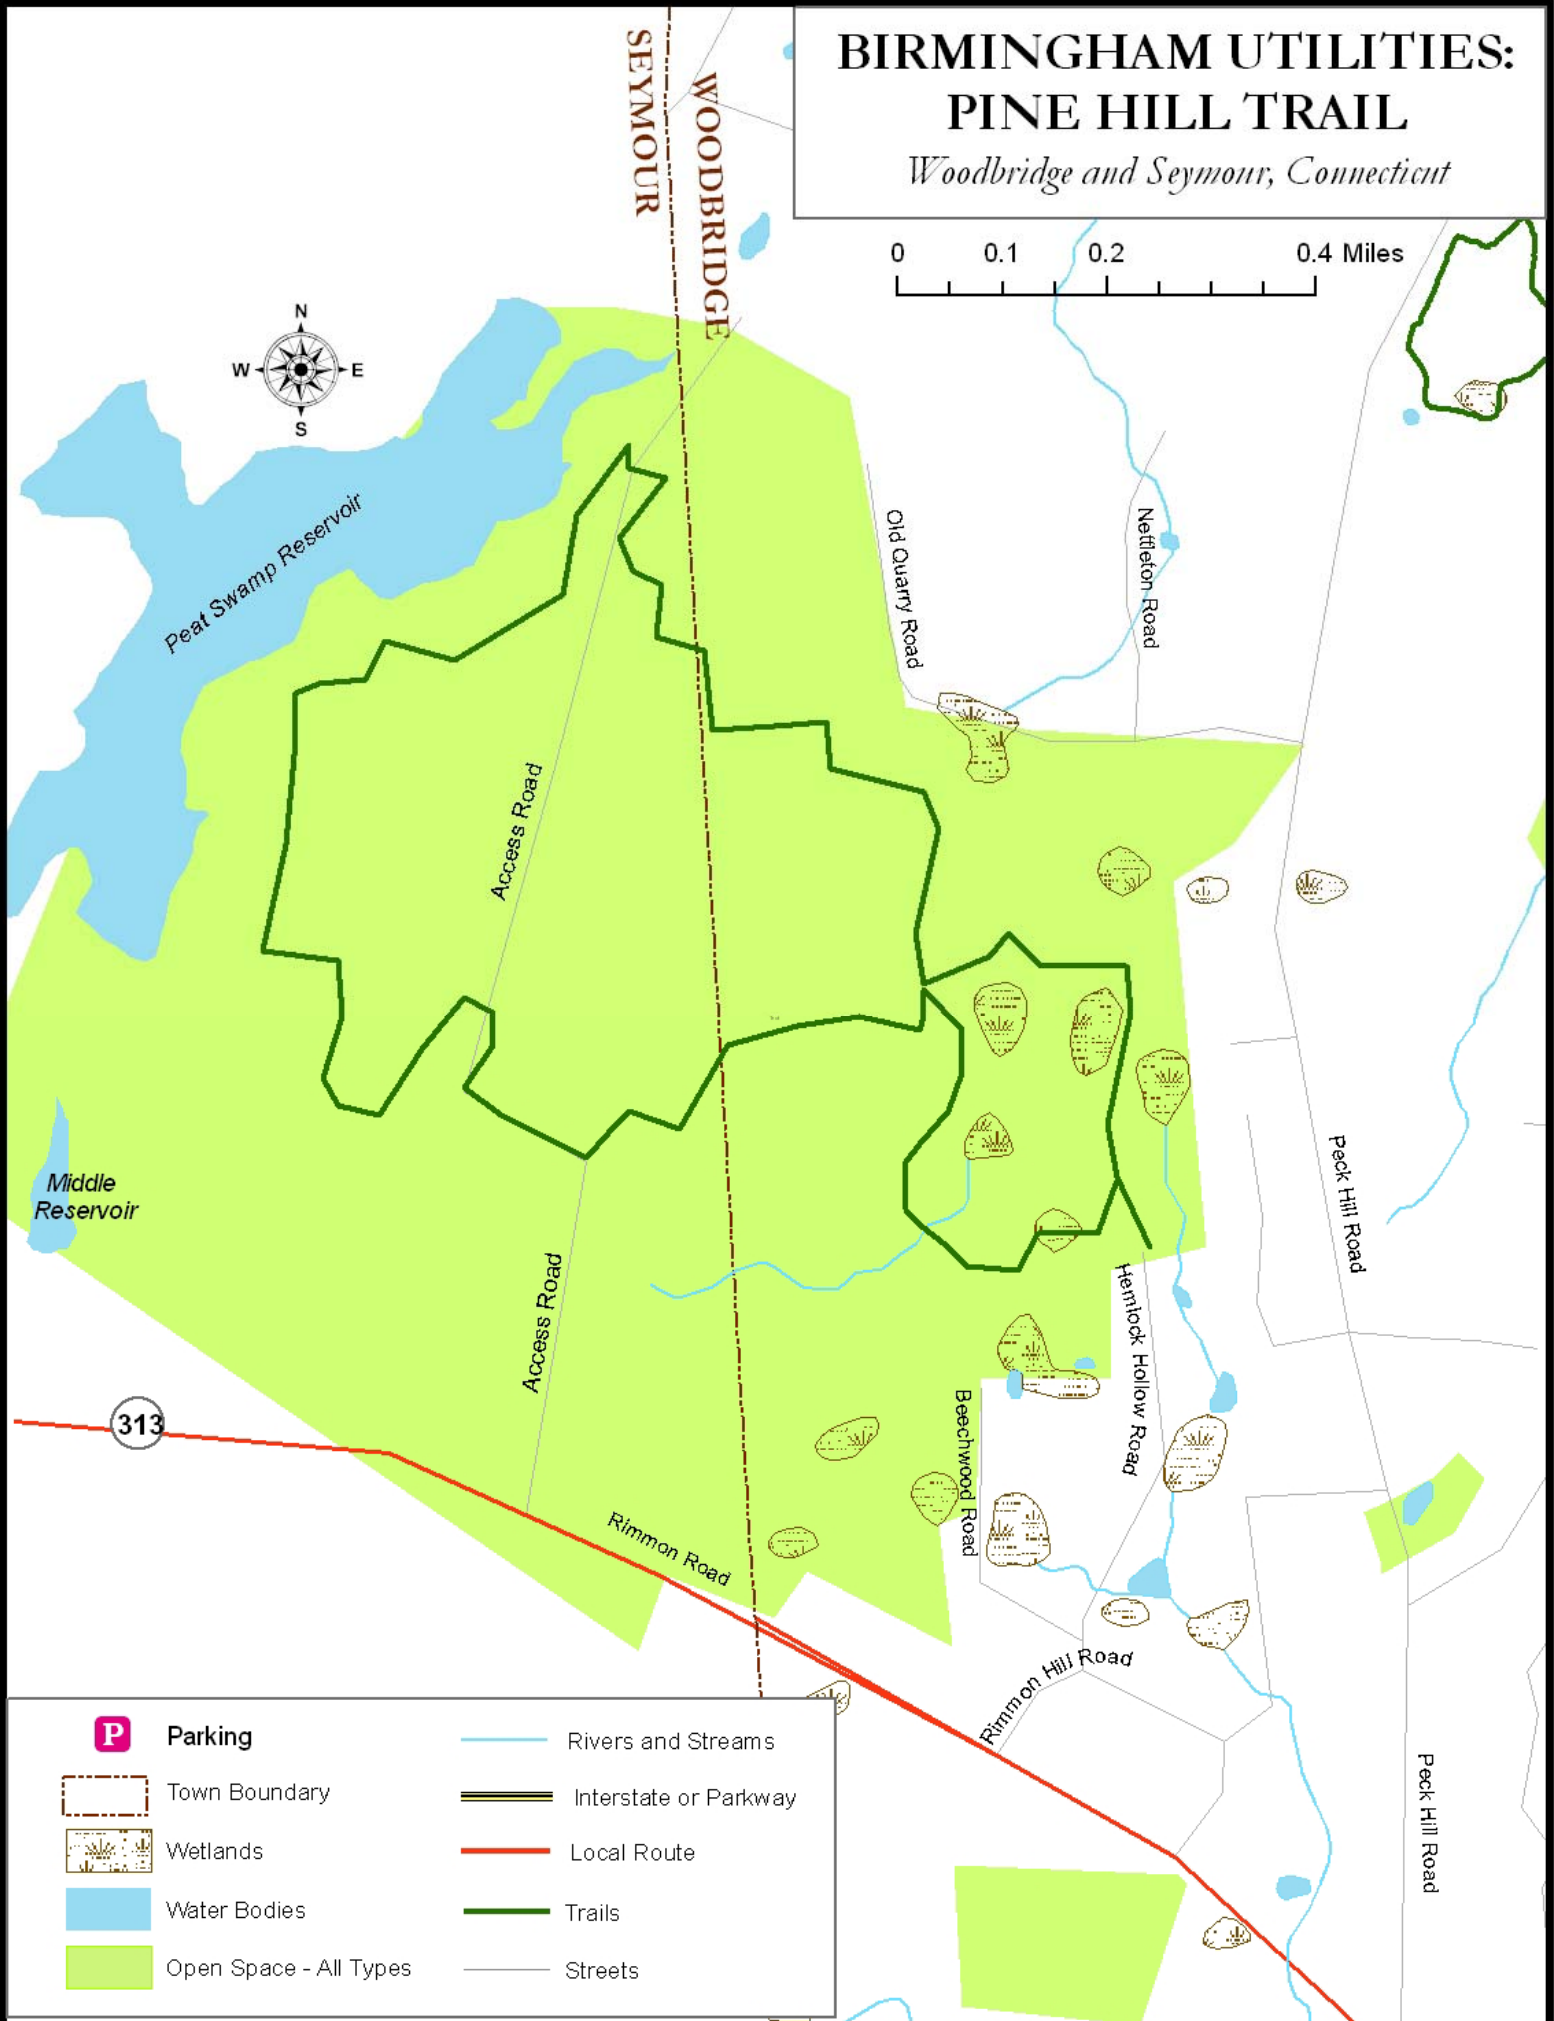 BIRMINGHAM UTILITIES:
PINE HILL TRAIL
Woodbridge and Seymour, Connecticut
SEYMOUR
WOODBRIDGE
0 0.1 0.2 0.4 Miles
N
W E
S
Peat Swamp Reservoir
Old Quarry Road
Nettleton Road
Access Road
Middle
Reservoir
Peck Hill Road
Access Road
Hemlock Hollow Road
Beechwood Road
313
Rimmon Road
Rimmon Hill Road
Peck Hill Road
P Parking
Town Boundary
Wetlands
Water Bodies
Open Space - All Types
Rivers and Streams
Interstate or Parkway
Local Route
Trails
Streets